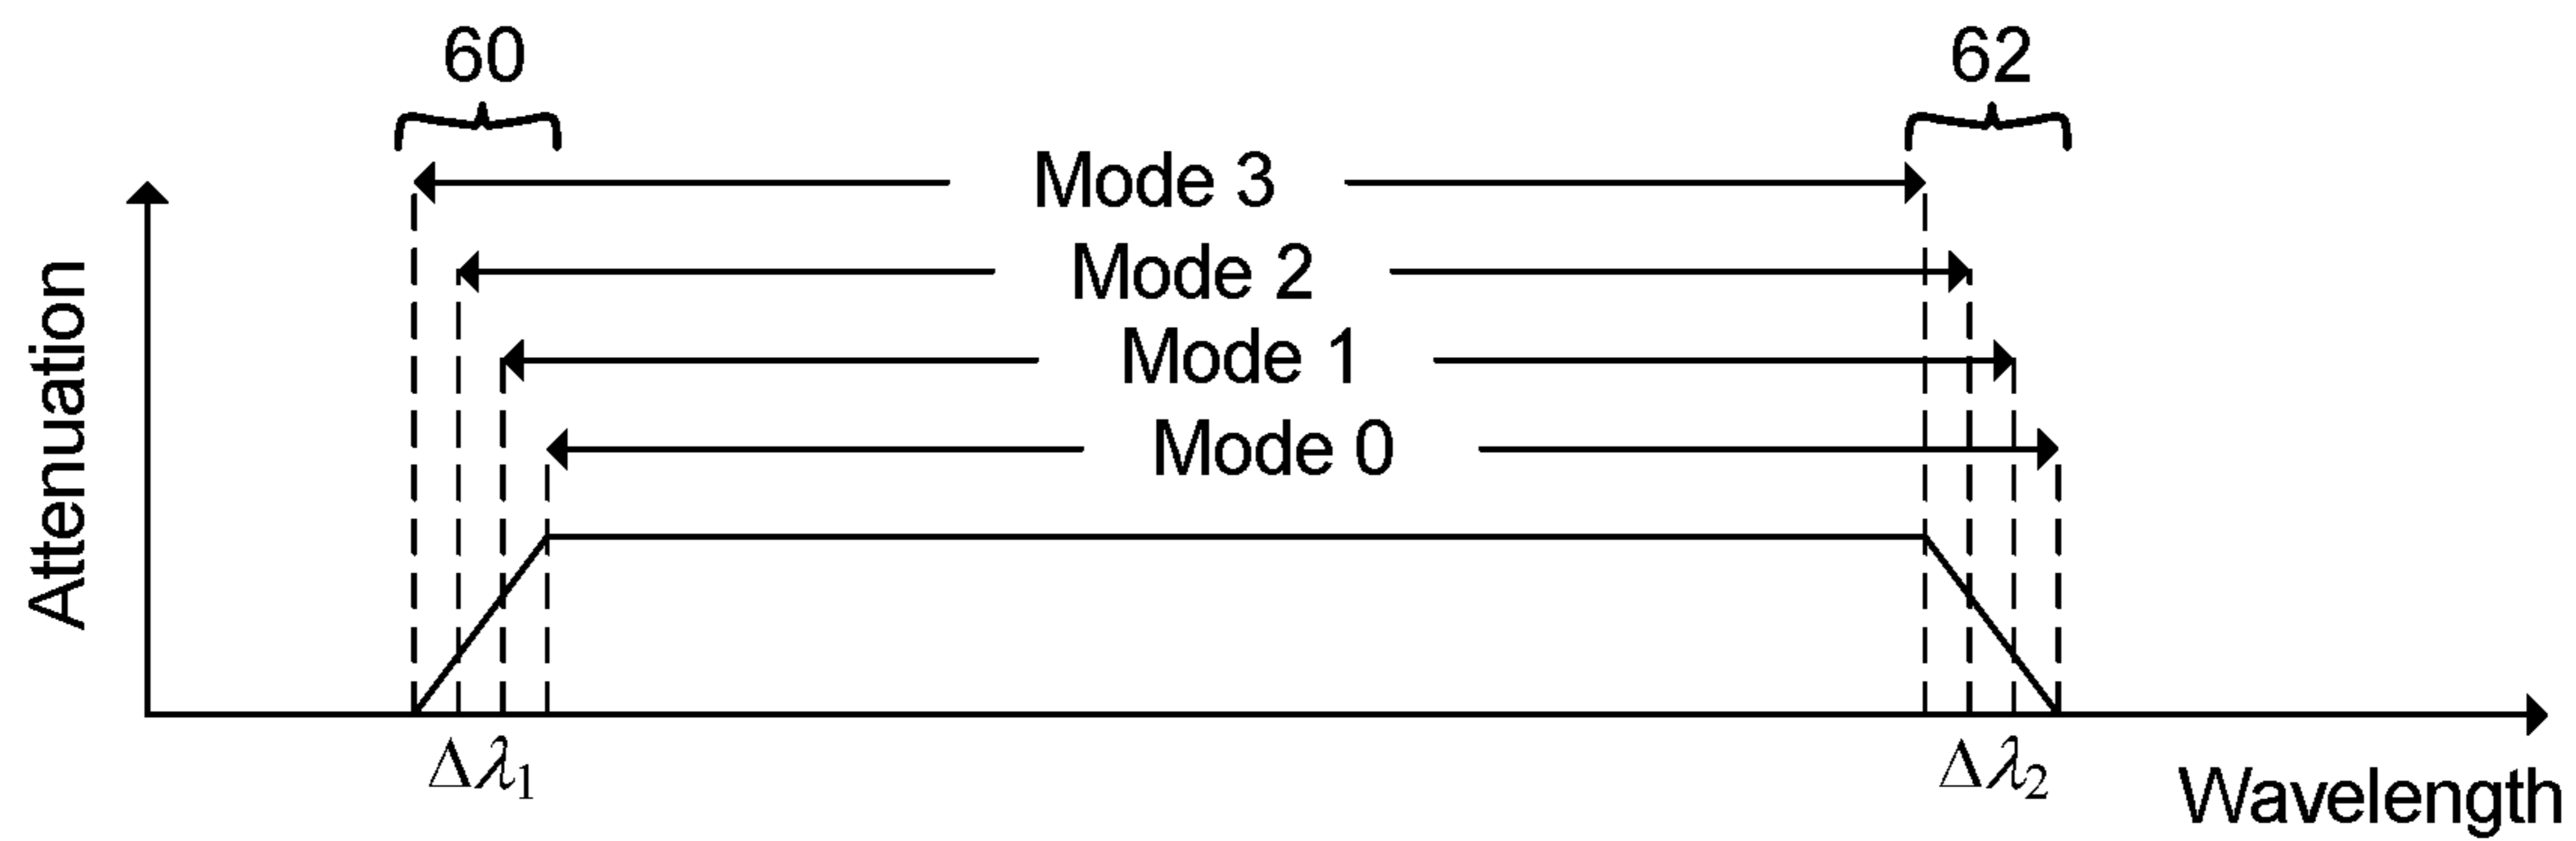 60
62
Mode 3
Mode 2
Mode 1
Mode 0
Attenuation
Δλ1
Δλ2
Wavelength